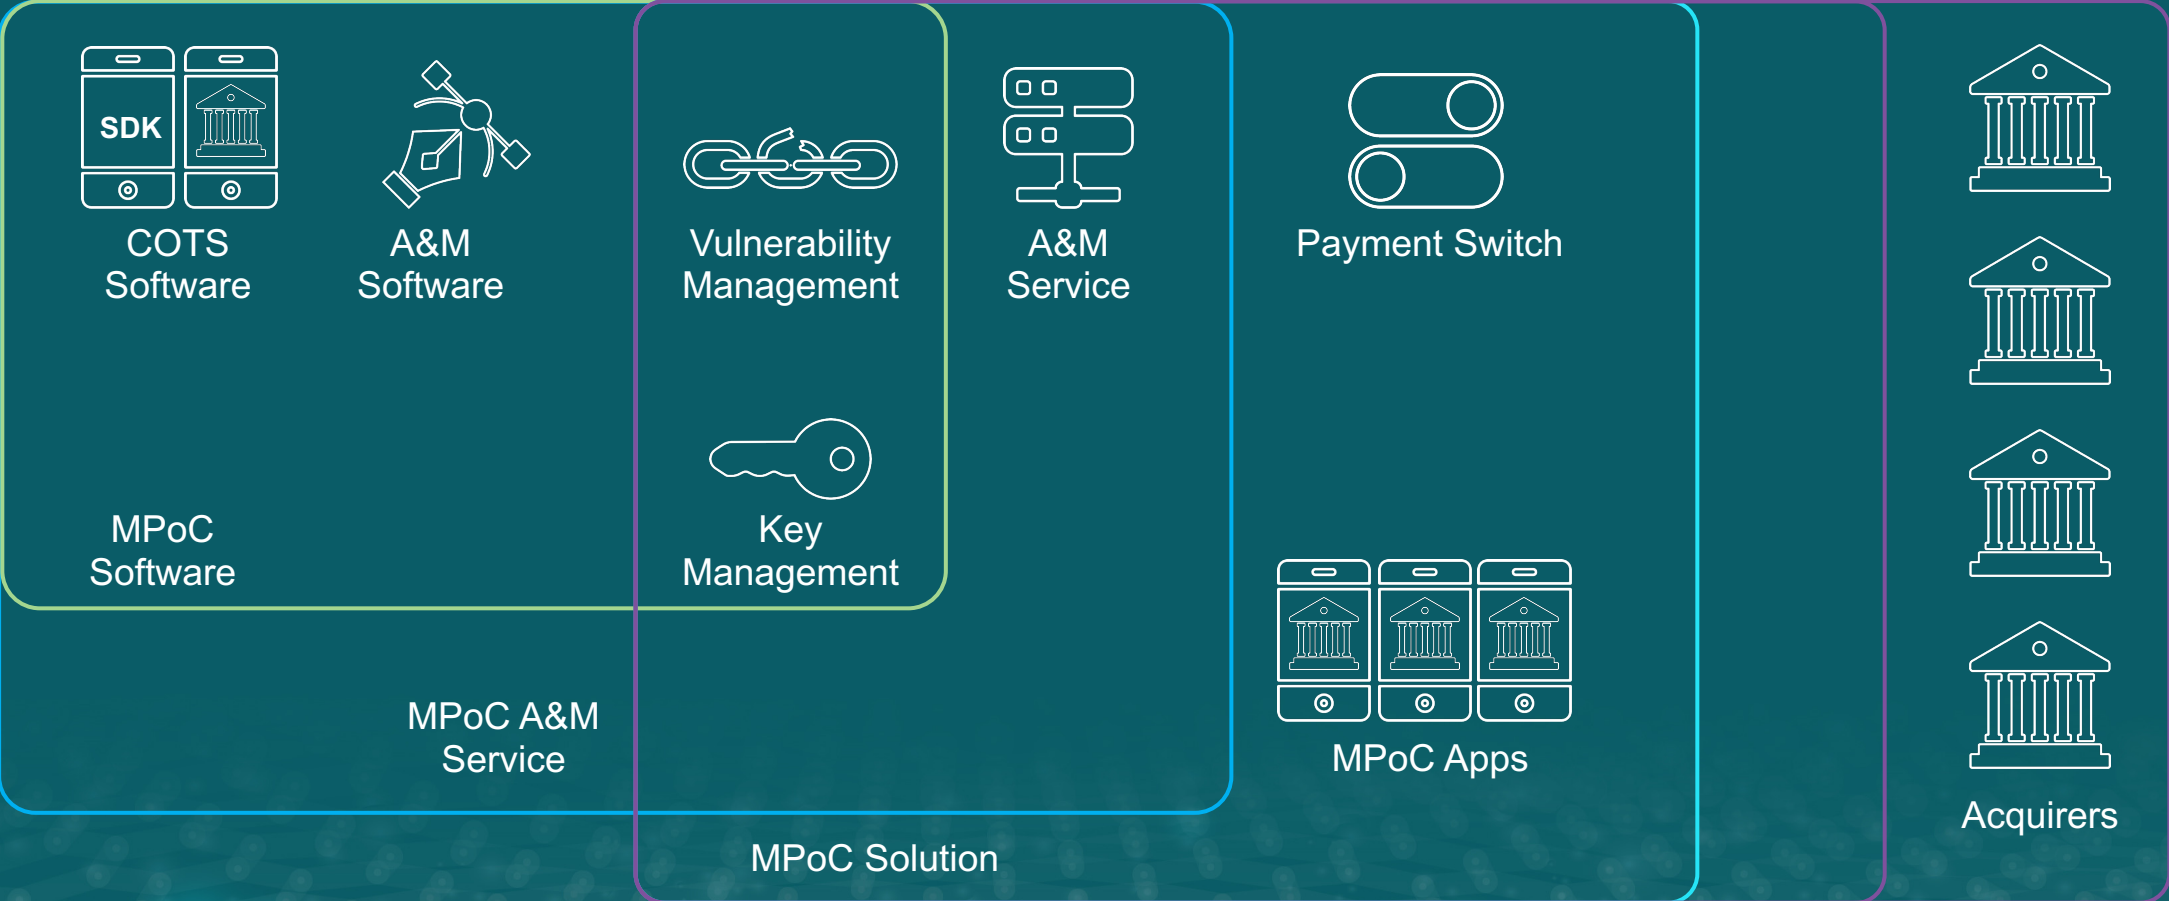 SDK
COTS
Software
A&M
Software
Vulnerability
Management
A&M
Service
Payment Switch
MPoC
Software
Key
Management
MPoC A&M
Service
MPoC Apps
MPoC Solution
Acquirers